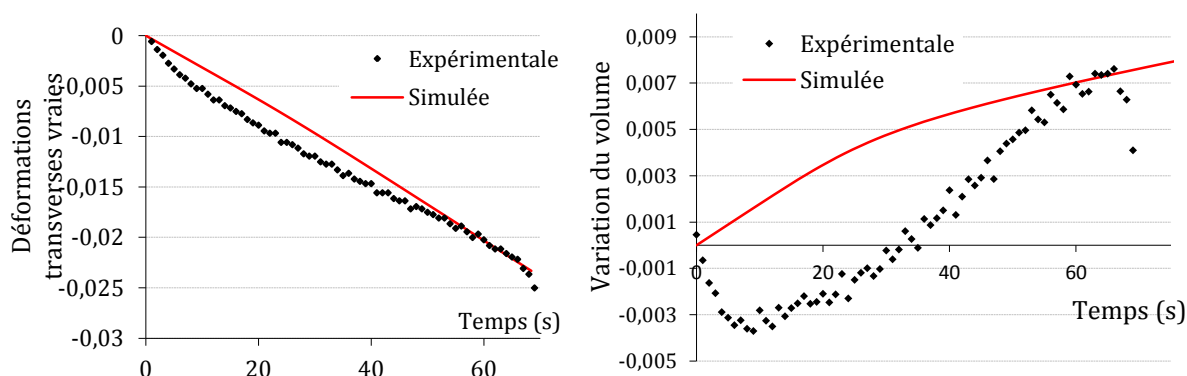 Déformations
transverses vraies
0
-0,005
-0,01
-0,015
-0,02
-0,025
-0,03
Expérimentale
Simulée
Temps (s)
0
20
40
60
Variation du volume
0,009
0,007
0,005
0,003
0,001
-0,001
-0,003
-0,005
Expérimentale
Simulée
0
20
40
60
Temps (s)